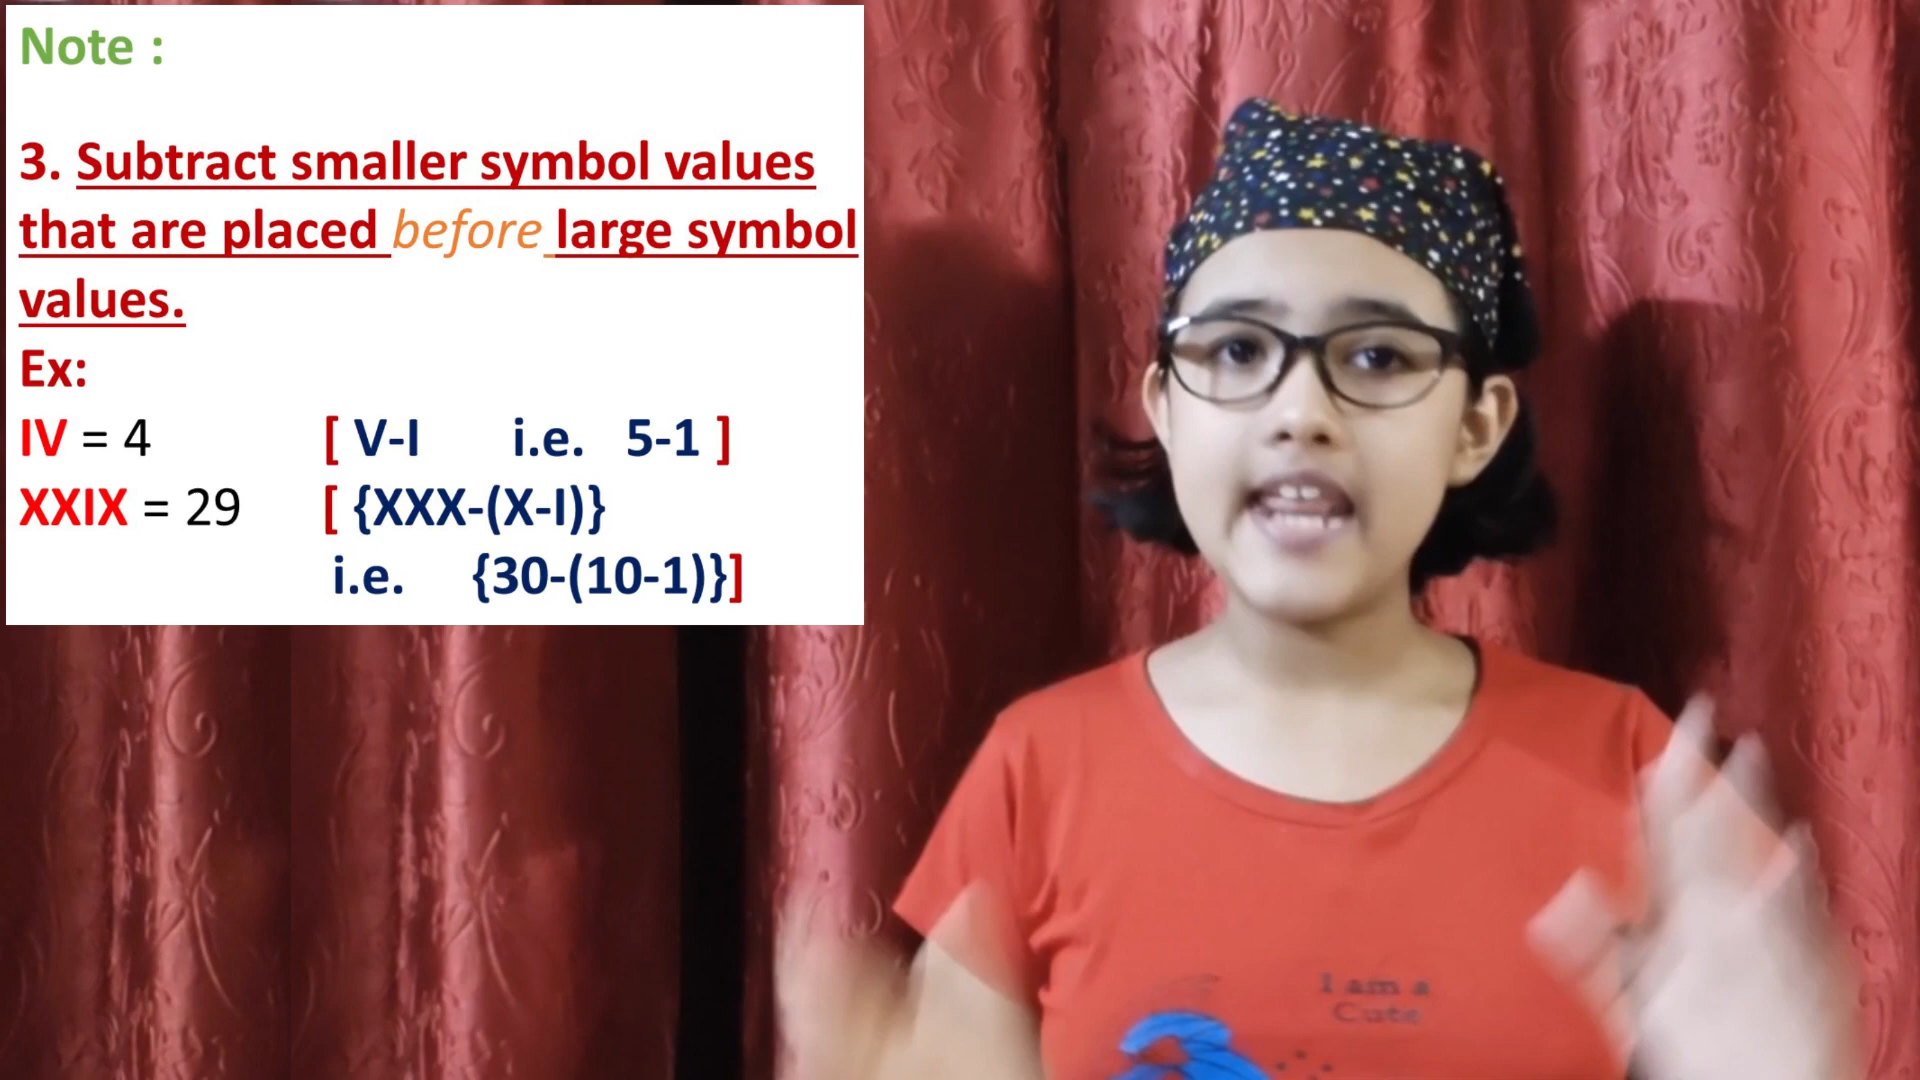 Note :
3. Subtract smaller symbol values
that are placed before large symbol
values.
Ex:
IV = 4 [ V-I i.e. 5-1 ]
XXIX = 29 [ {XXX-(X-I)}
i.e. {30-(10-1)}]
I am a
Cute